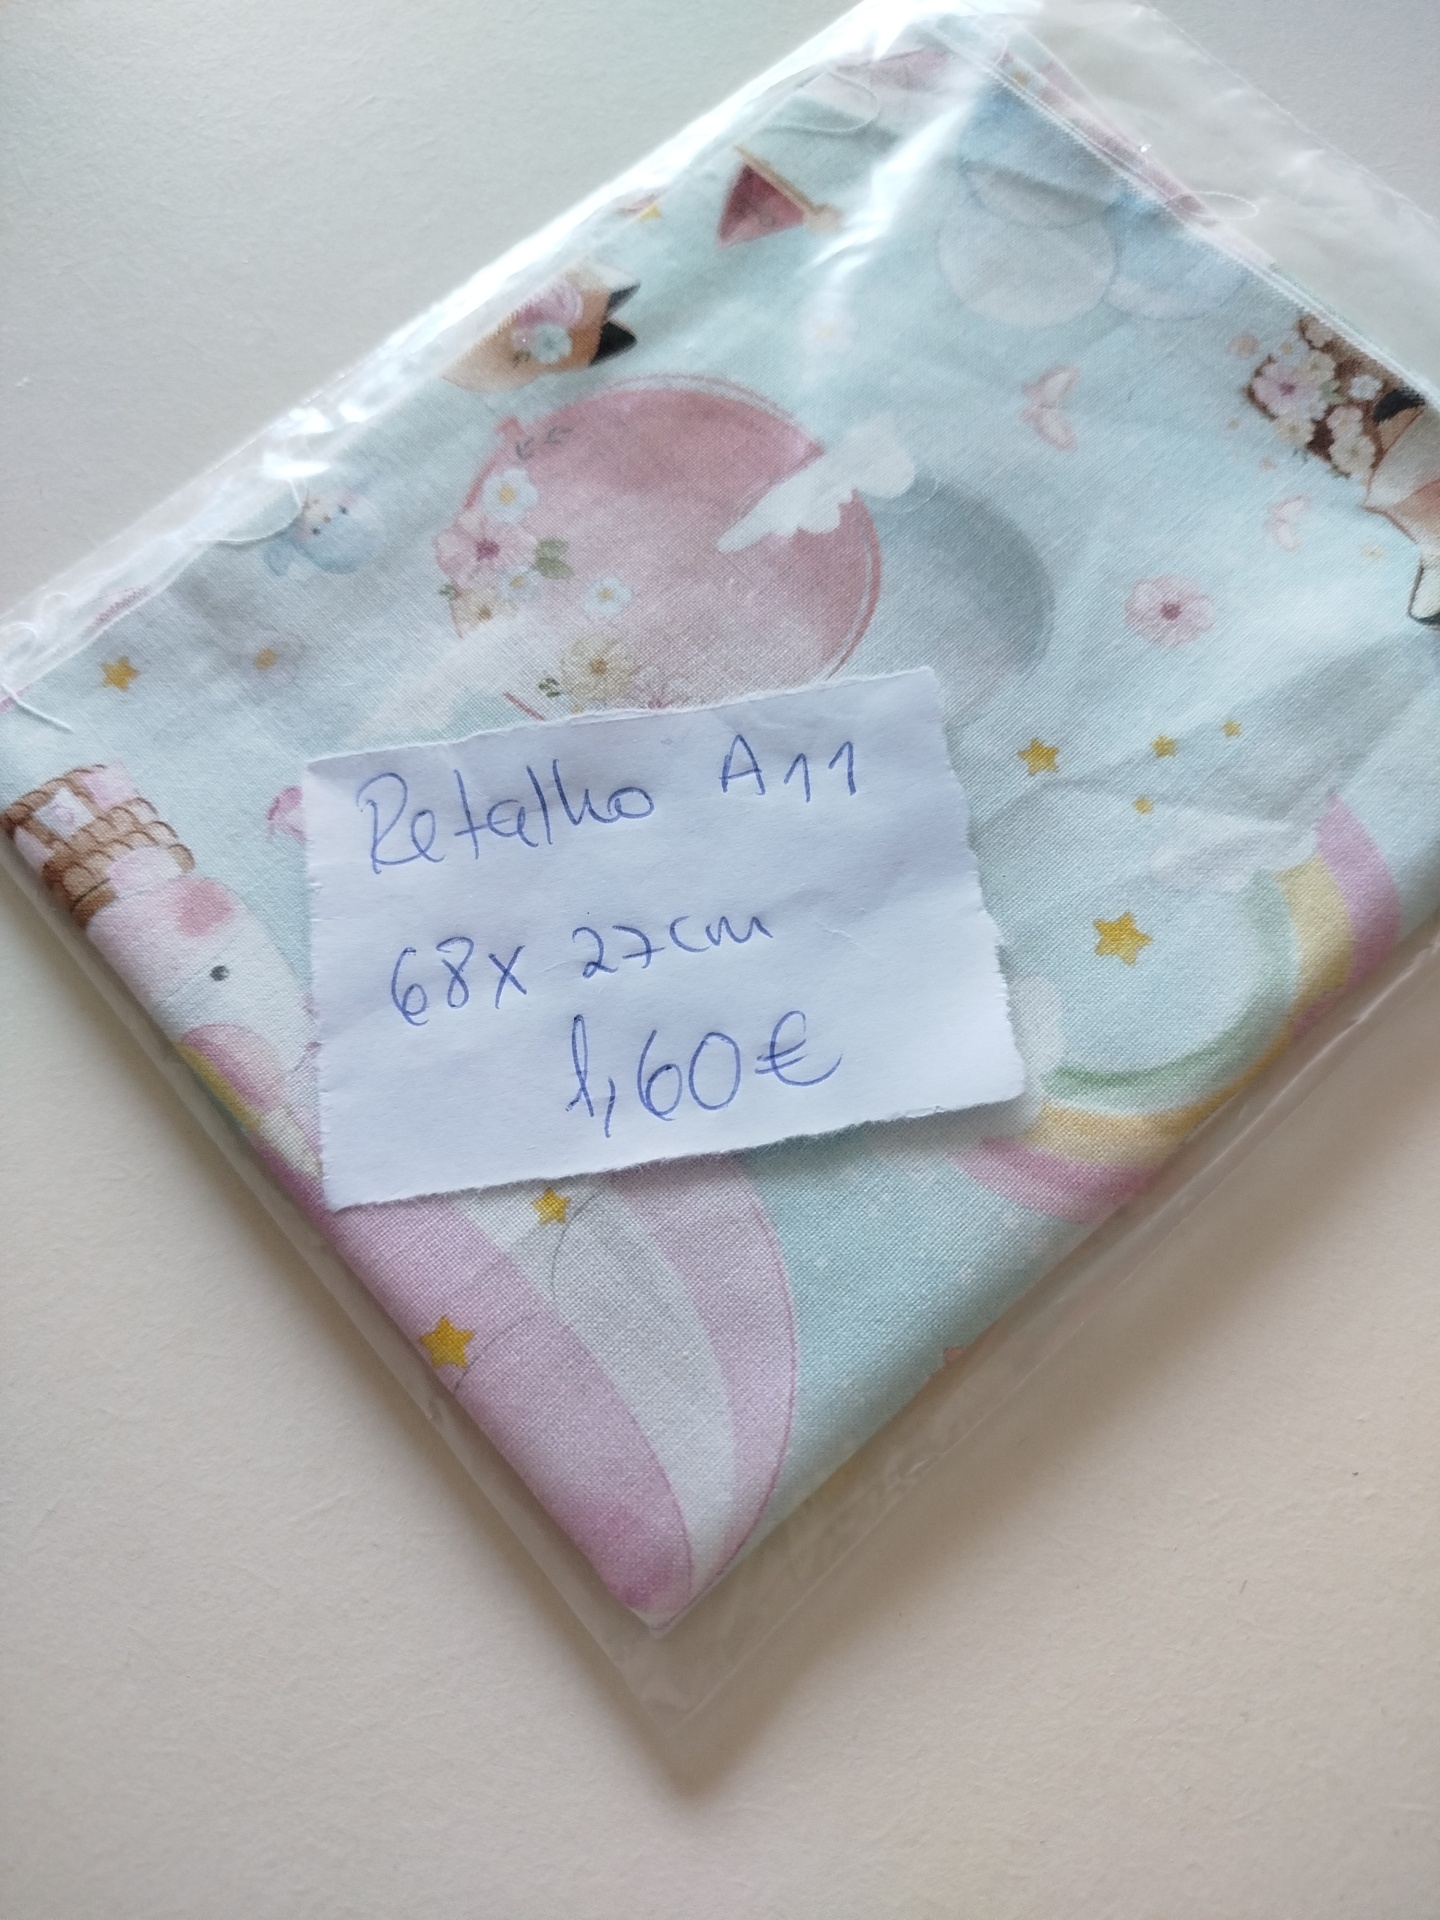 Retalho A11
68x 27cm
1,60€